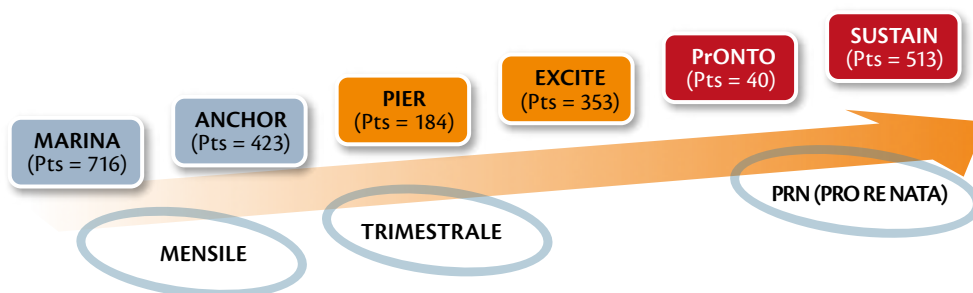 MARINA
(Pts = 716)
ANCHOR
(Pts = 423)
PIER
(Pts = 184)
EXCITE
(Pts = 353)
PrONTO
(Pts = 40)
SUSTAIN
(Pts = 513)
MENSILE
TRIMESTRALE
PRN (PRO RE NATA)